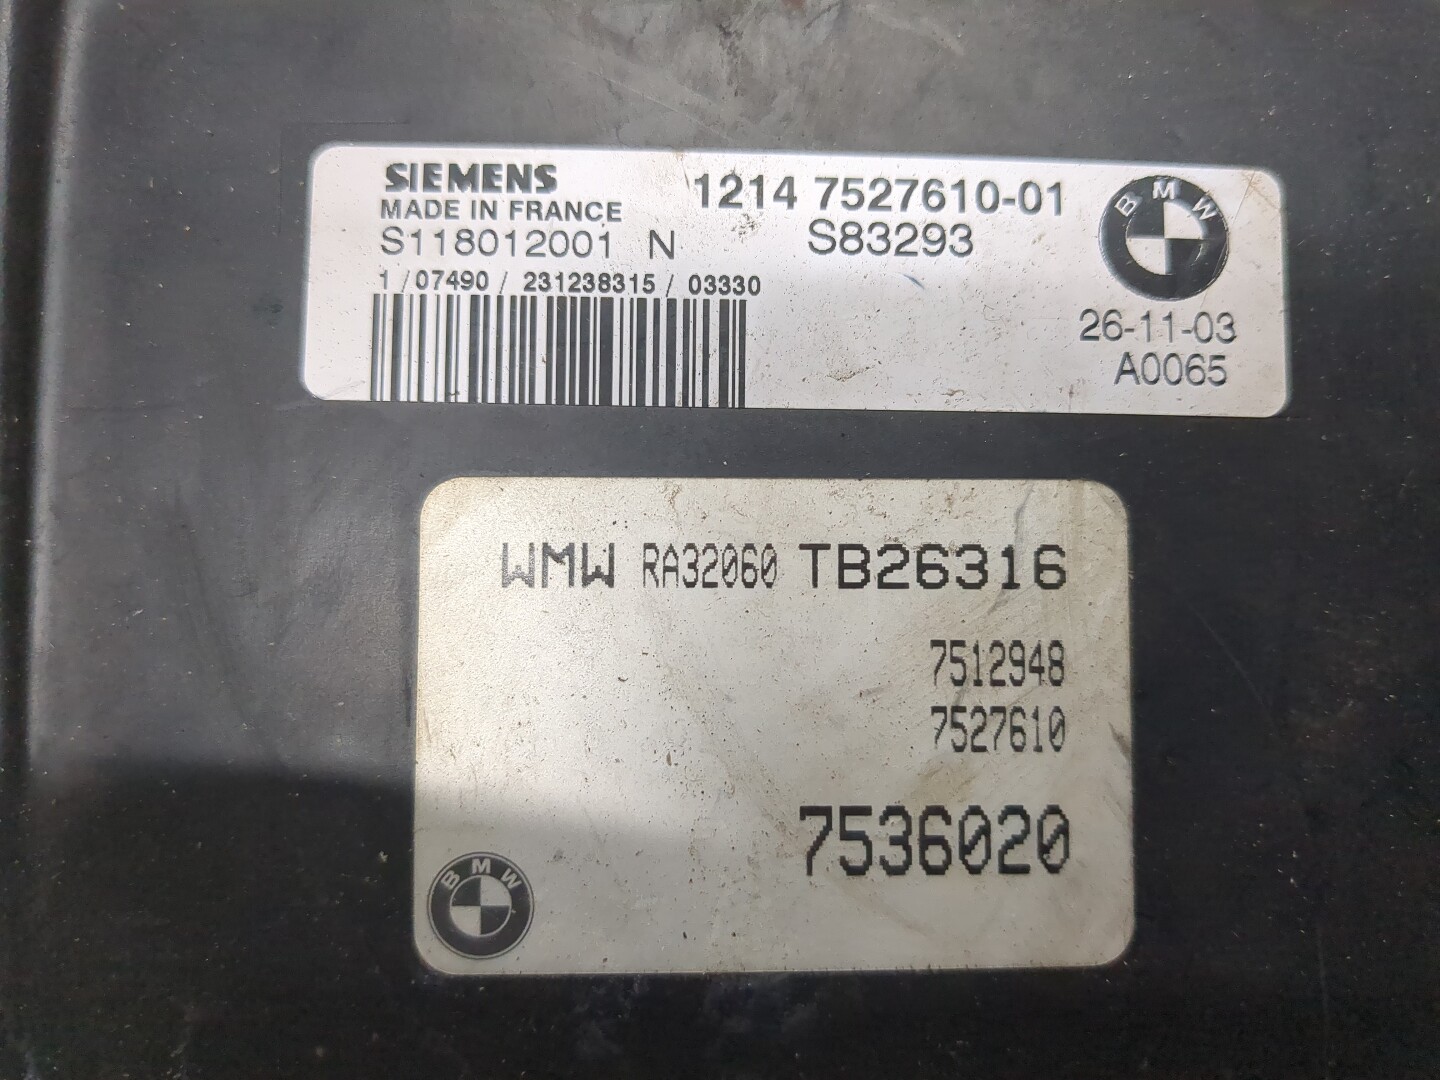 SIEMENS 1214 7527610-01
MADE IN FRANCE
S118012001 N S83293
1 / 07490 / 231238315 / 03330
BMW
26-11-03
A0065
WMW RA32060 TB26316
7512948
7527610
7536020
BMW